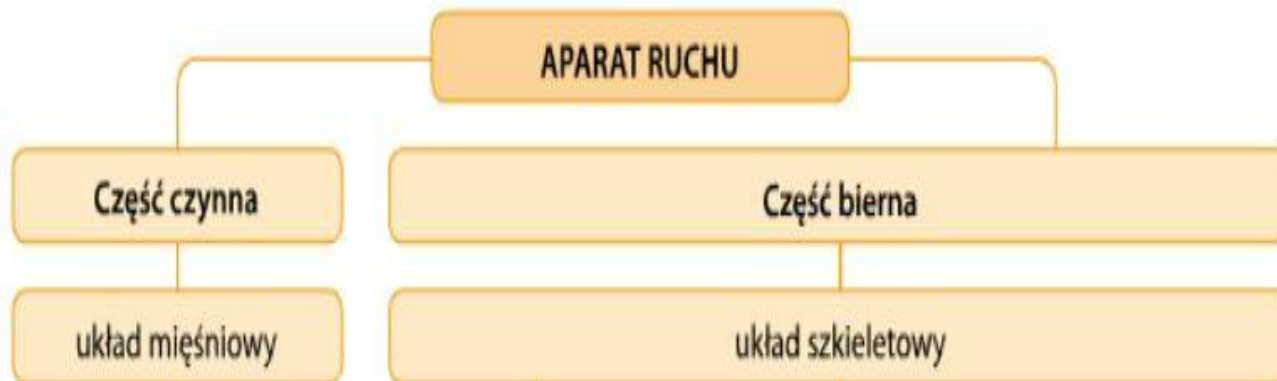 APARAT RUCHU
Część czynna
Część bierna
układ mięśniowy
układ szkieletowy